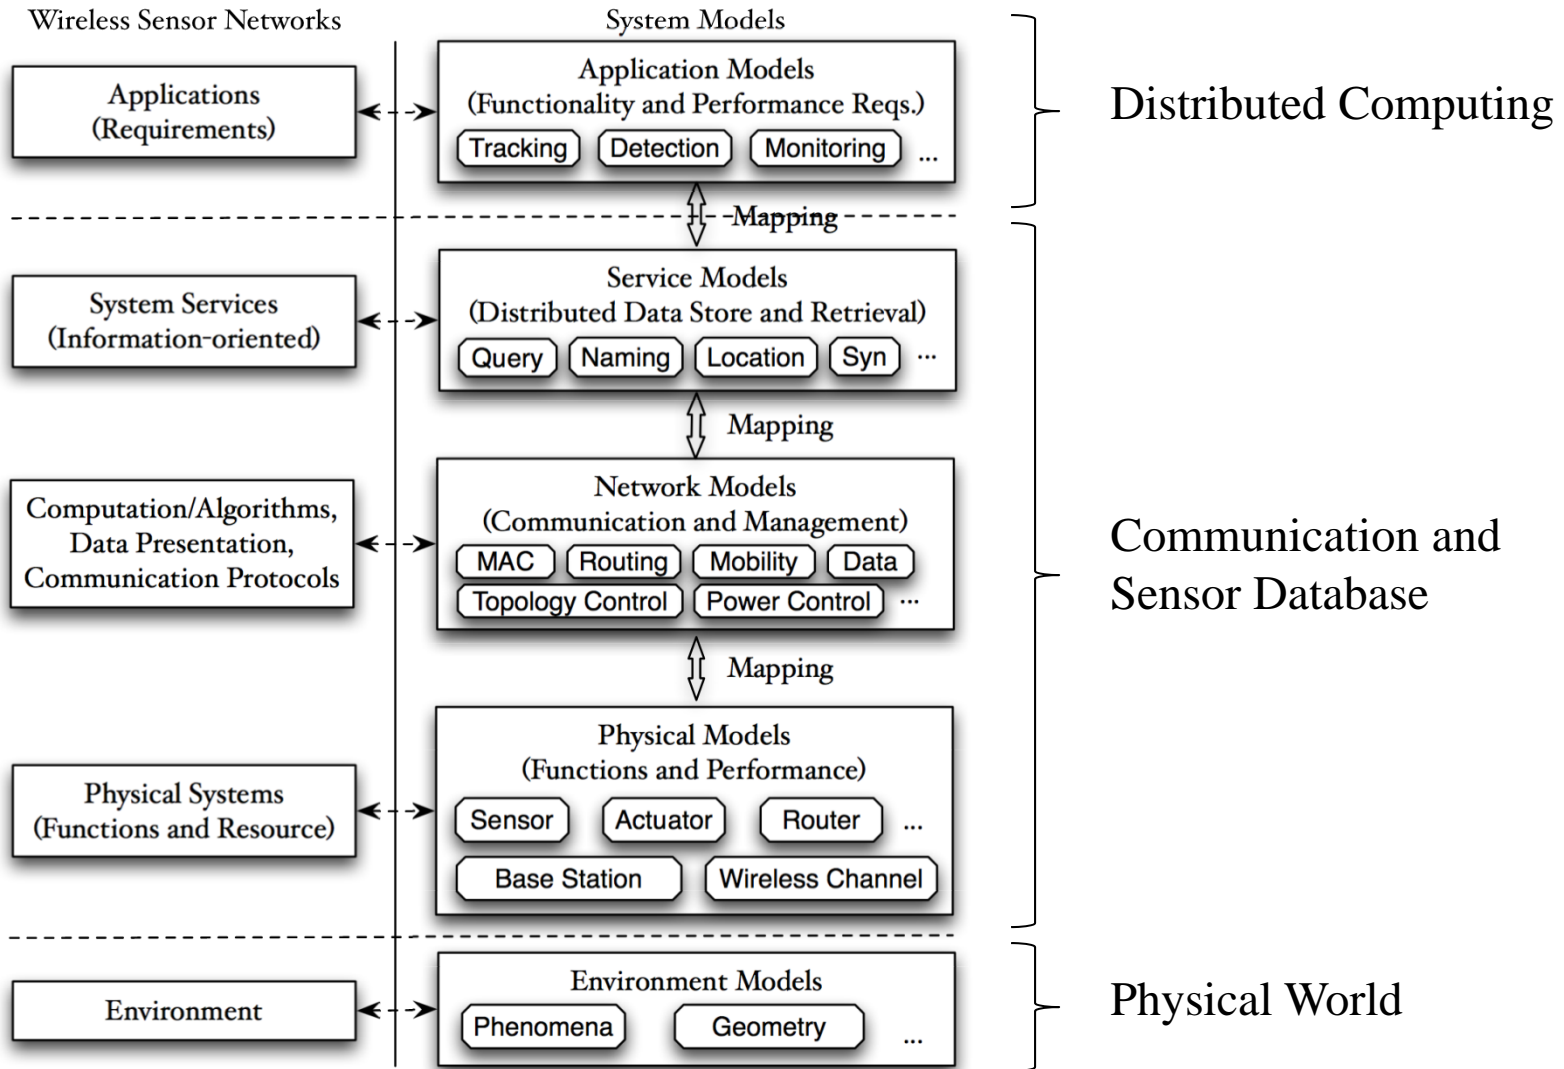 Wireless Sensor Networks
System Models
Applications
(Requirements)
Application Models
(Functionality and Performance Reqs.)
Tracking
Detection
Monitoring
...
Distributed Computing
Mapping
System Services
(Information-oriented)
Service Models
(Distributed Data Store and Retrieval)
Query
Naming
Location
Syn
...
Mapping
Computation/Algorithms,
Data Presentation,
Communication Protocols
Network Models
(Communication and Management)
MAC
Routing
Mobility
Data
Topology Control
Power Control
...
Communication and
Sensor Database
Mapping
Physical Systems
(Functions and Resource)
Physical Models
(Functions and Performance)
Sensor
Actuator
Router
...
Base Station
Wireless Channel
Environment
Environment Models
Phenomena
Geometry
...
Physical World